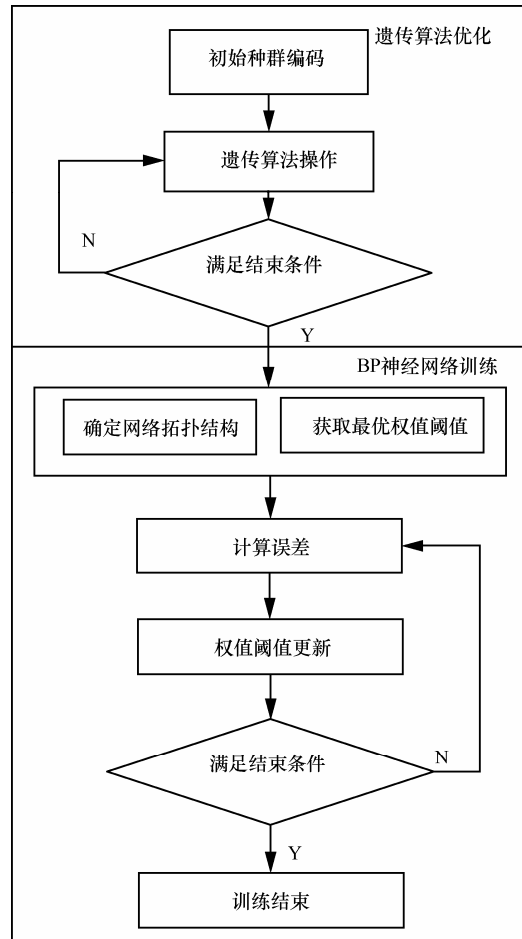 遗传算法优化
初始种群编码
遗传算法操作
N
满足结束条件
Y
BP神经网络训练
确定网络拓扑结构
获取最优权值阈值
计算误差
权值阈值更新
满足结束条件
N
Y
训练结束